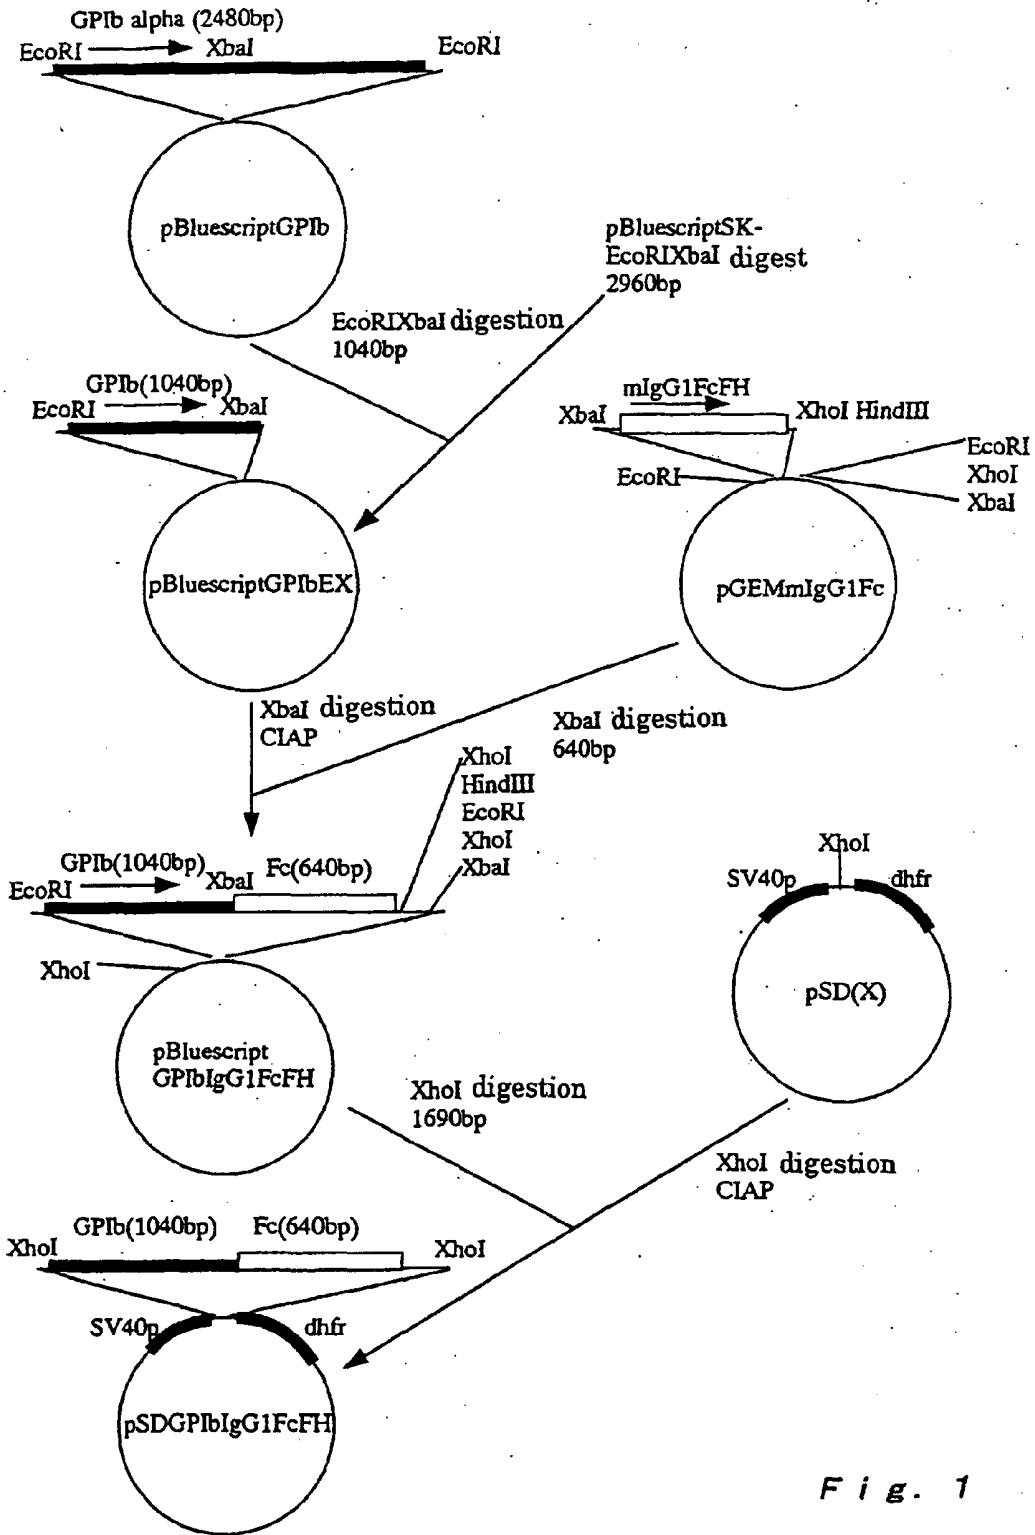 GPIb alpha (2480bp)
EcoRI
XbaI
EcoRI
pBluescriptGPIb
pBluescriptSK-
EcoRIXbaI digest
2960bp
EcoRIXbaI digestion
1040bp
GPIb(1040bp)
EcoRI
XbaI
mIgG1FcFH
XbaI
XhoI HindIII
EcoRI
EcoRI
XhoI
XbaI
pBluescriptGPIbEX
pGEMmIgG1Fc
XbaI digestion
CIAP
XbaI digestion
640bp
XhoI
HindIII
EcoRI
XhoI
XbaI
GPIb(1040bp)
Fc(640bp)
EcoRI
XbaI
XhoI
XhoI
SV40p
dhfr
pSD(X)
pBluescript
GPIbIgG1FcFH
XhoI digestion
1690bp
XhoI digestion
CIAP
GPIb(1040bp)
Fc(640bp)
XhoI
XhoI
SV40p
dhfr
pSDGPIbIgG1FcFH
Fig. 1